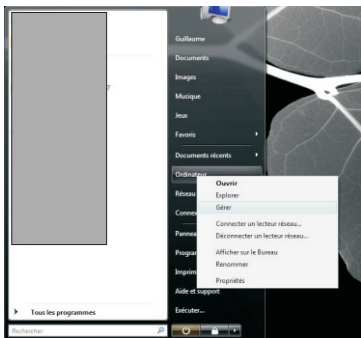 Guillaume
Documents
Images
Musique
Jeux
Favoris
Documents récents
Ordinateur
Réseau
Connex
Pannea
Program
Imprim
Aide et support
Exécuter...
Ouvrir
Explorer
Gérer
Connecter un lecteur réseau...
Déconnecter un lecteur réseau...
Afficher sur le Bureau
Renommer
Propriétés
Tous les programmes
Rechercher